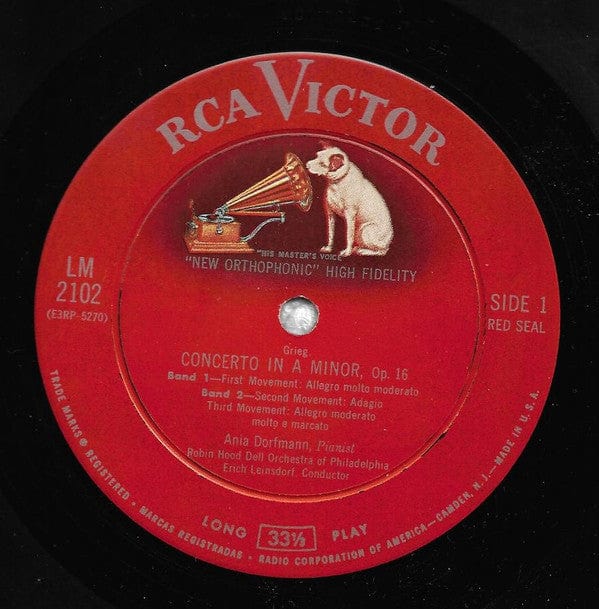 RCA VICTOR
"HIS MASTER'S VOICE"
"NEW ORTHOPHONIC" HIGH FIDELITY
LM
2102
(E3RP-5270)
SIDE 1
RED SEAL
Grieg
CONCERTO IN A MINOR, Op. 16
Band 1—First Movement: Allegro molto moderato
Band 2—Second Movement: Adagio
Third Movement: Allegro moderato
molto e marcato
Ania Dorfmann, Pianist
Robin Hood Dell Orchestra of Philadelphia
Erich Leinsdorf, Conductor
LONG 33⅓ PLAY
TRADE MARKS ® REGISTERED • MARCAS REGISTRADAS • RADIO CORPORATION OF AMERICA—CAMDEN, N. J.—MADE IN U.S.A.